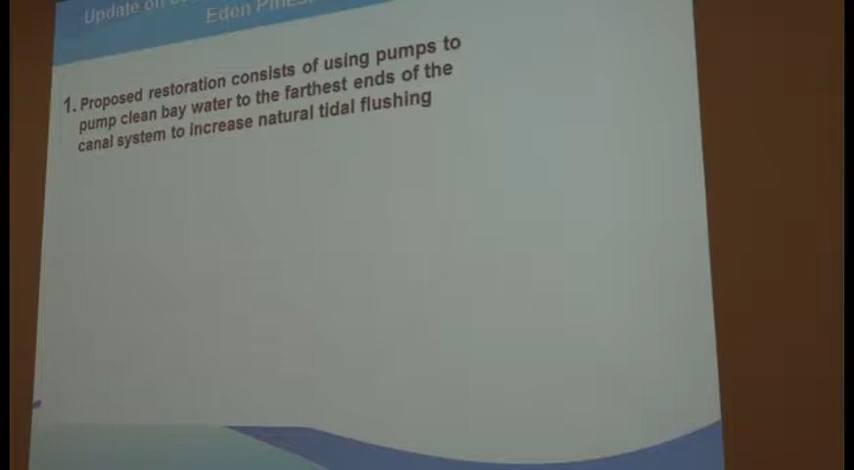 Update on
Eden Pines
1. Proposed restoration consists of using pumps to
pump clean bay water to the farthest ends of the
canal system to increase natural tidal flushing